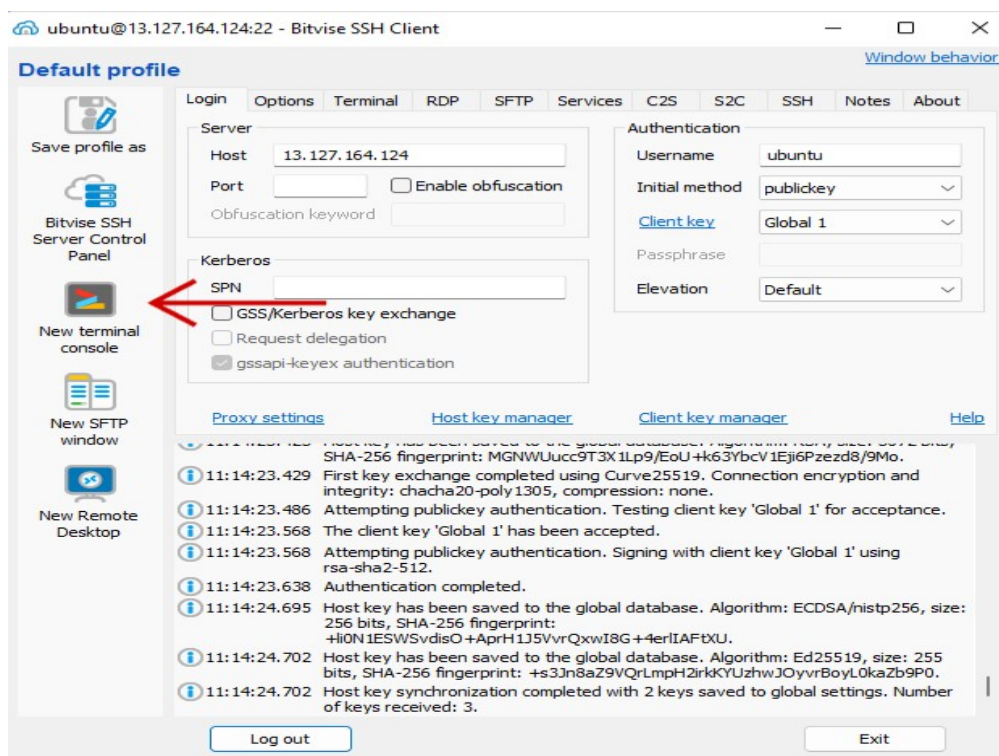 ubuntu@13.127.164.124:22 - Bitvise SSH Client
Window behavior
Default profile
Save profile as
Bitvise SSH
Server Control
Panel
New terminal
console
New SFTP
window
New Remote
Desktop
Login Options Terminal RDP SFTP Services C2S S2C SSH Notes About
Server
Host 13.127.164.124
Port Enable obfuscation
Obfuscation keyword
Kerberos
SPN
GSS/Kerberos key exchange
Request delegation
gssapi-keyex authentication
Authentication
Username ubuntu
Initial method publickey
Client key Global 1
Passphrase
Elevation Default
Proxy settings Host key manager Client key manager Help
Host key has been saved to the global database.
SHA-256 fingerprint: MGNWUucc9T3X1Lp9/EoU+k63YbcV1Eji6Pzezd8/9Mo.
11:14:23.429 First key exchange completed using Curve25519. Connection encryption and
integrity: chacha20-poly1305, compression: none.
11:14:23.486 Attempting publickey authentication. Testing client key 'Global 1' for acceptance.
11:14:23.568 The client key 'Global 1' has been accepted.
11:14:23.568 Attempting publickey authentication. Signing with client key 'Global 1' using
rsa-sha2-512.
11:14:23.638 Authentication completed.
11:14:24.695 Host key has been saved to the global database. Algorithm: ECDSA/nistp256, size:
256 bits, SHA-256 fingerprint:
+li0N1ESWSvdisO+AprH1J5VvrQxwI8G+4erlIAFtXU.
11:14:24.702 Host key has been saved to the global database. Algorithm: Ed25519, size: 255
bits, SHA-256 fingerprint: +s3Jn8aZ9VQrLmpH2irkKYUzhwJOyvrBoyL0kaZb9P0.
11:14:24.702 Host key synchronization completed with 2 keys saved to global settings. Number
of keys received: 3.
Log out Exit